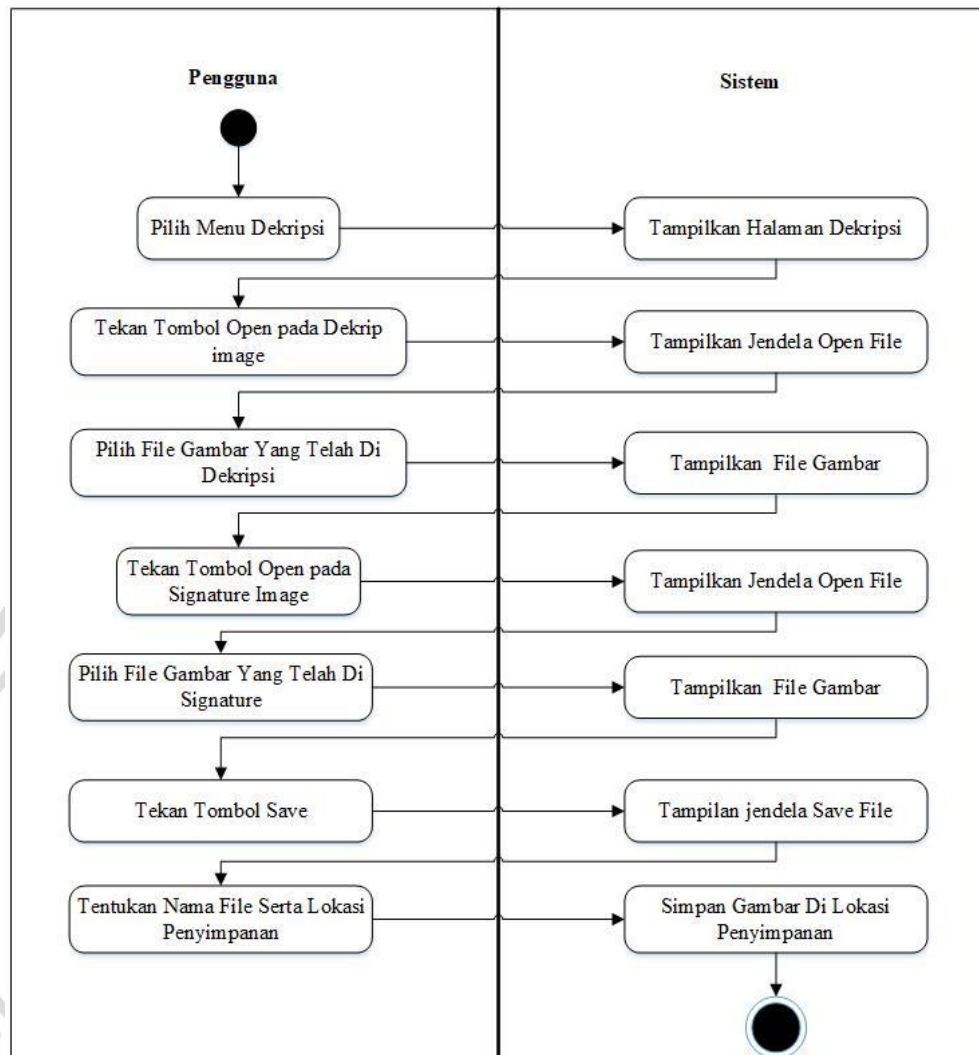 Pengguna
Sistem
Pilih Menu Dekripsi
Tampilkan Halaman Dekripsi
Tekan Tombol Open pada Dekrip
image
Tampilkan Jendela Open File
Pilih File Gambar Yang Telah Di
Dekripsi
Tampilkan File Gambar
Tekan Tombol Open pada
Signature Image
Tampilkan Jendela Open File
Pilih File Gambar Yang Telah Di
Signature
Tampilkan File Gambar
Tekan Tombol Save
Tampilan jendela Save File
Tentukan Nama File Serta Lokasi
Penyimpanan
Simpan Gambar Di Lokasi
Penyimpanan